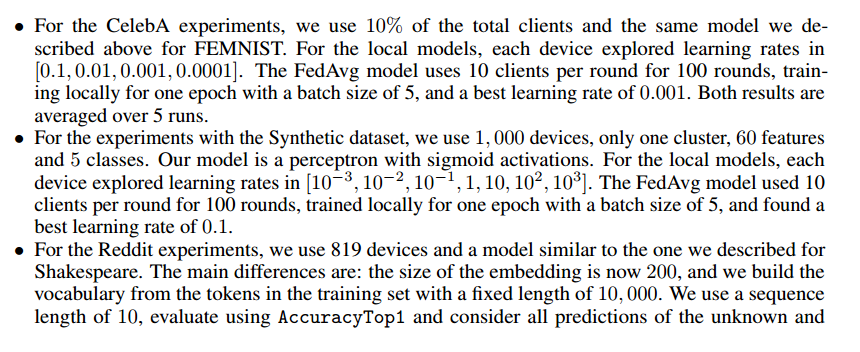 • For the CelebA experiments, we use 10% of the total clients and the same model we de-
scribed above for FEMNIST. For the local models, each device explored learning rates in
[0.1, 0.01, 0.001, 0.0001]. The FedAvg model uses 10 clients per round for 100 rounds, train-
ing locally for one epoch with a batch size of 5, and a best learning rate of 0.001. Both results are
averaged over 5 runs.
• For the experiments with the Synthetic dataset, we use 1, 000 devices, only one cluster, 60 features
and 5 classes. Our model is a perceptron with sigmoid activations. For the local models, each
device explored learning rates in [10⁻³, 10⁻², 10⁻¹, 1, 10, 10², 10³]. The FedAvg model used 10
clients per round for 100 rounds, trained locally for one epoch with a batch size of 5, and found a
best learning rate of 0.1.
• For the Reddit experiments, we use 819 devices and a model similar to the one we described for
Shakespeare. The main differences are: the size of the embedding is now 200, and we build the
vocabulary from the tokens in the training set with a fixed length of 10, 000. We use a sequence
length of 10, evaluate using AccuracyTop1 and consider all predictions of the unknown and